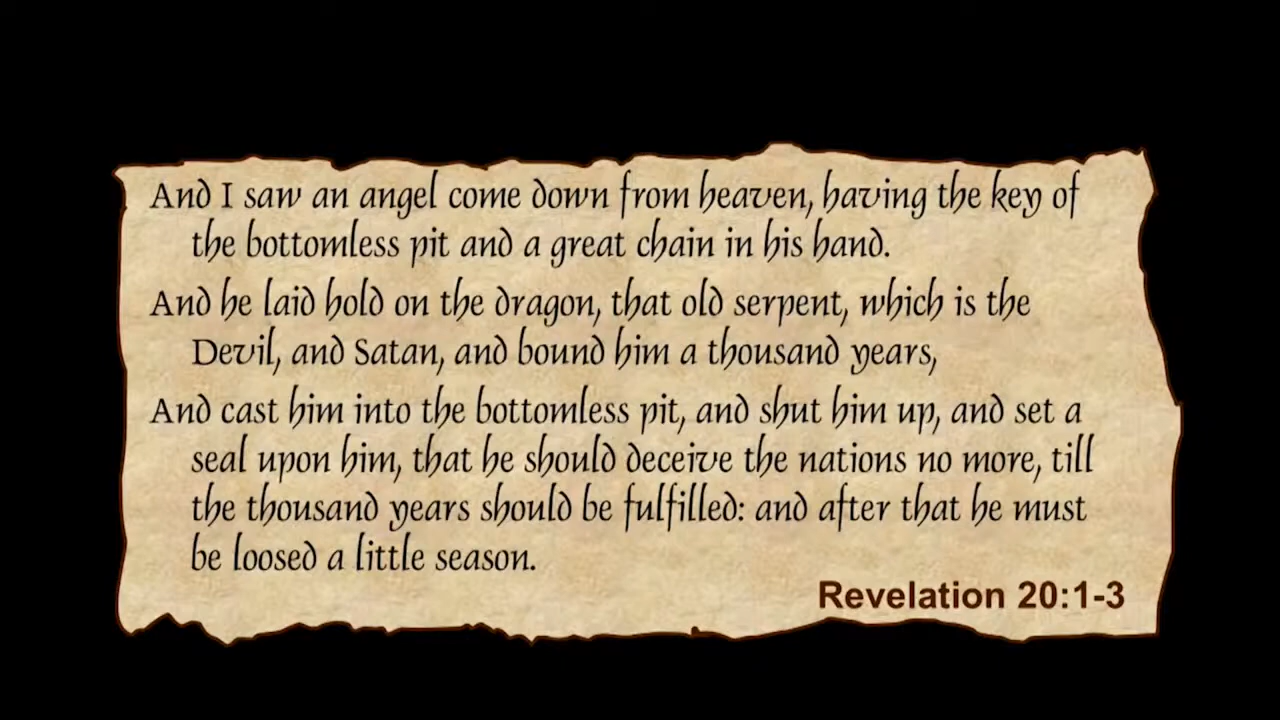 And I saw an angel come down from heaven, having the key of
the bottomless pit and a great chain in his hand.
And he laid hold on the dragon, that old serpent, which is the
Devil, and Satan, and bound him a thousand years,
And cast him into the bottomless pit, and shut him up, and set a
seal upon him, that he should deceive the nations no more, till
the thousand years should be fulfilled: and after that he must
be loosed a little season.
Revelation 20:1-3